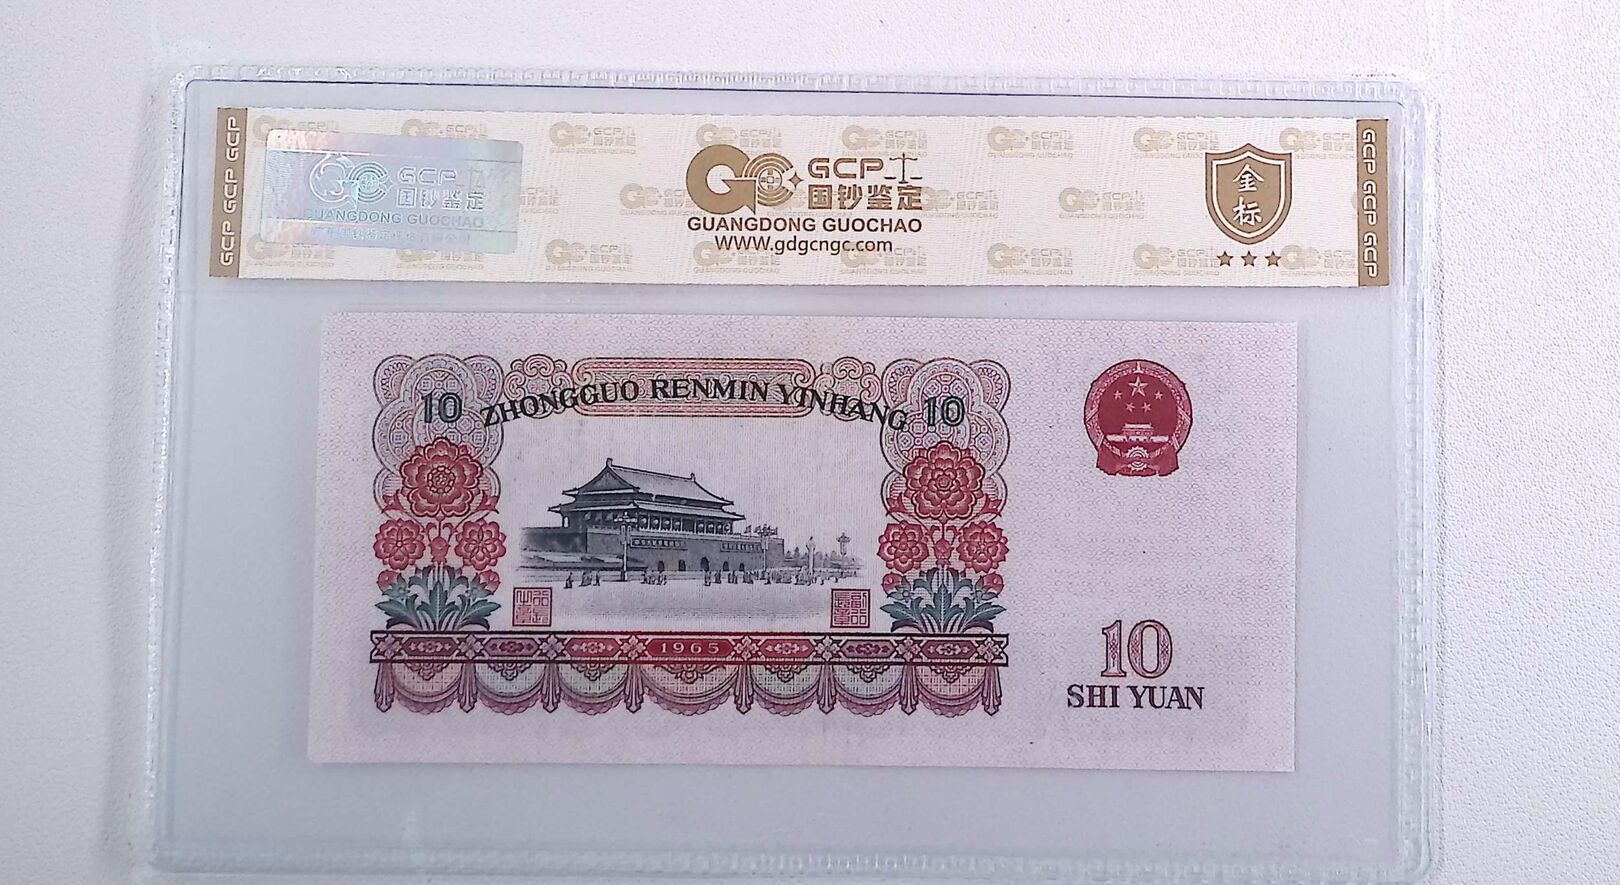 GCP GCP GCP
GCP
国钞鉴定
GUANGDONG GUOCHAO
GCP
国钞鉴定
GUANGDONG GUOCHAO
WWW.gdgcngc.com
金标
GCP GCP GCP
10 ZHONGGUO RENMIN YINHANG 10
1965
10
SHI YUAN